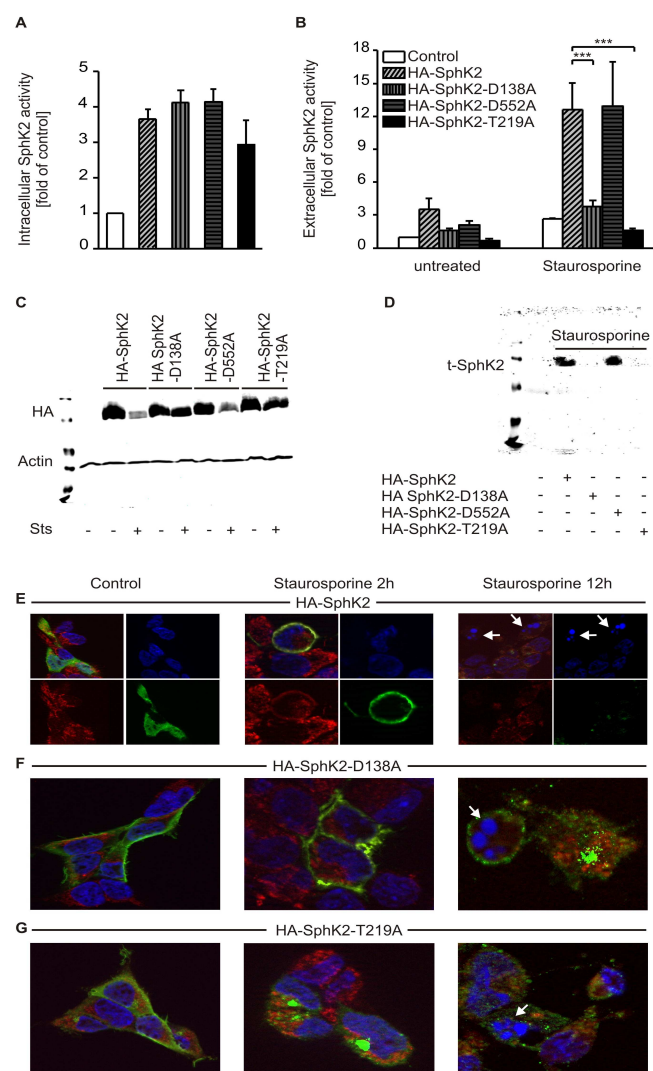 A
Intracellular SphK2 activity
[fold of control]
5
4
3
2
1
0
B
Extracellular SphK2 activity
[fold of control]
18
15
12
9
6
3
0
Control
HA-SphK2
HA-SphK2-D138A
HA-SphK2-D552A
HA-SphK2-T219A
***
***
untreated
Staurosporine
C
HA-SphK2
HA SphK2
-D138A
HA-SphK2
-D552A
HA-SphK2
-T219A
HA
Actin
Sts - - + - + - + - +
D
Staurosporine
t-SphK2
HA-SphK2 - + - - -
HA SphK2-D138A - - + - -
HA-SphK2-D552A - - - + -
HA-SphK2-T219A - - - - +
Control Staurosporine 2h Staurosporine 12h
E HA-SphK2
F HA-SphK2-D138A
G HA-SphK2-T219A